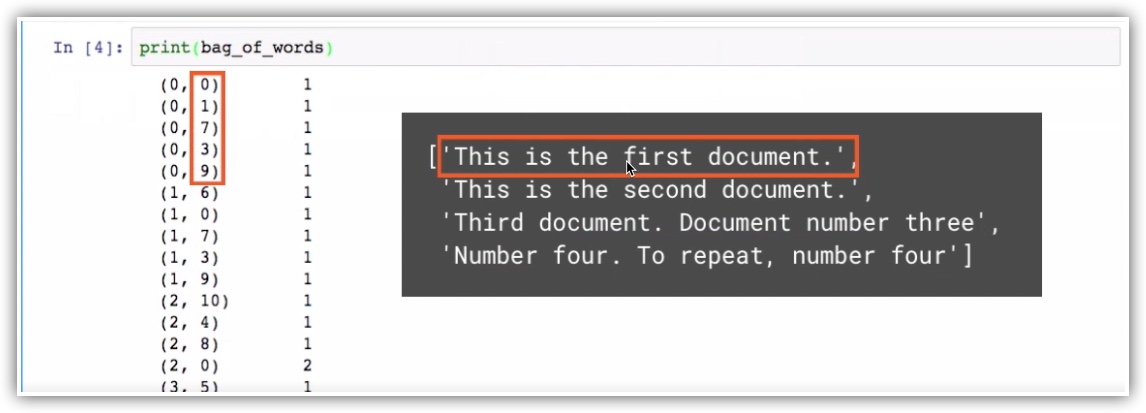 In [4]: print(bag_of_words)
(0, 0) 1
(0, 1) 1
(0, 7) 1
(0, 3) 1
(0, 9) 1
(1, 6) 1
(1, 0) 1
(1, 7) 1
(1, 3) 1
(1, 9) 1
(2, 10) 1
(2, 4) 1
(2, 8) 1
(2, 0) 2
(3, 5) 1
['This is the first document.',
'This is the second document.',
'Third document. Document number three',
'Number four. To repeat, number four']